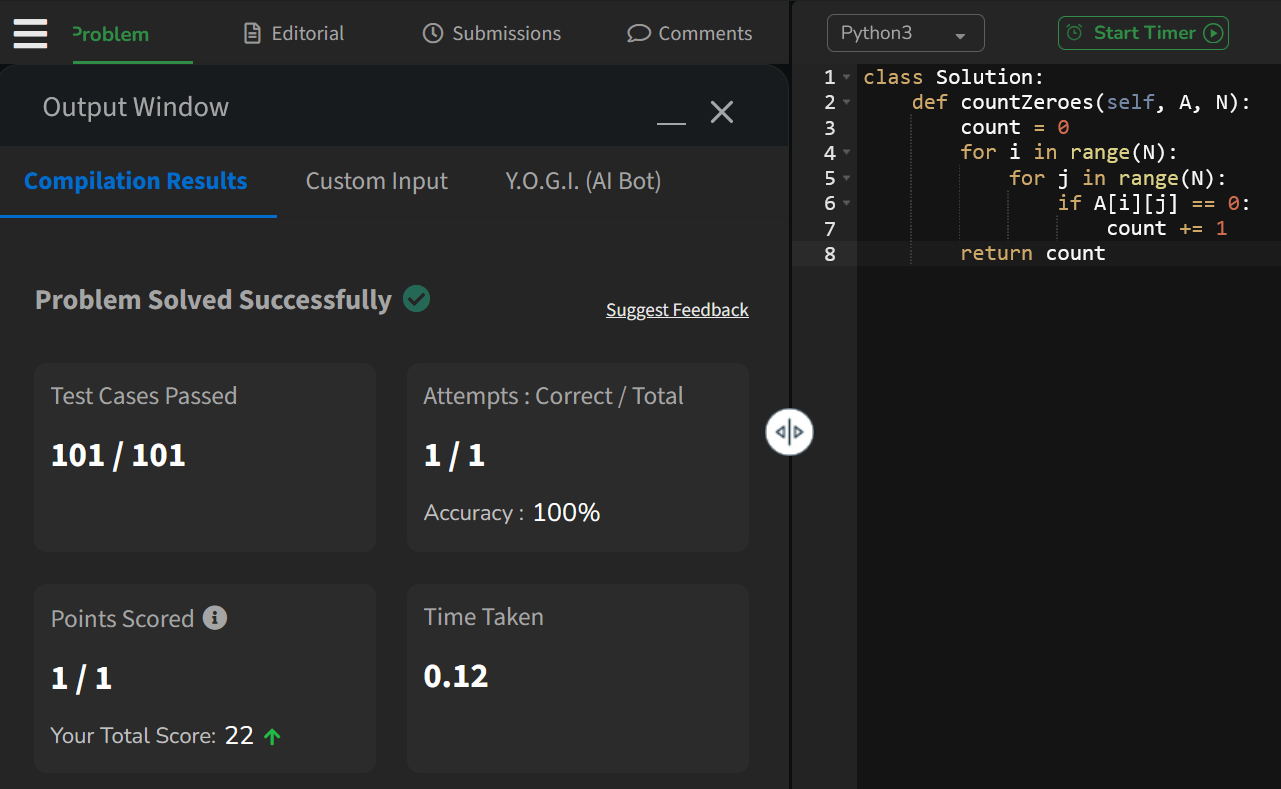 Problem
Editorial
Submissions
Comments
Output Window
Compilation Results
Custom Input
Y.O.G.I. (AI Bot)
Problem Solved Successfully
Suggest Feedback
Test Cases Passed
101 / 101
Attempts : Correct / Total
1 / 1
Accuracy : 100%
Points Scored
1 / 1
Your Total Score: 22
Time Taken
0.12
Python3
Start Timer
1 class Solution:
2     def countZeroes(self, A, N):
3         count = 0
4         for i in range(N):
5             for j in range(N):
6                 if A[i][j] == 0:
7                     count += 1
8         return count